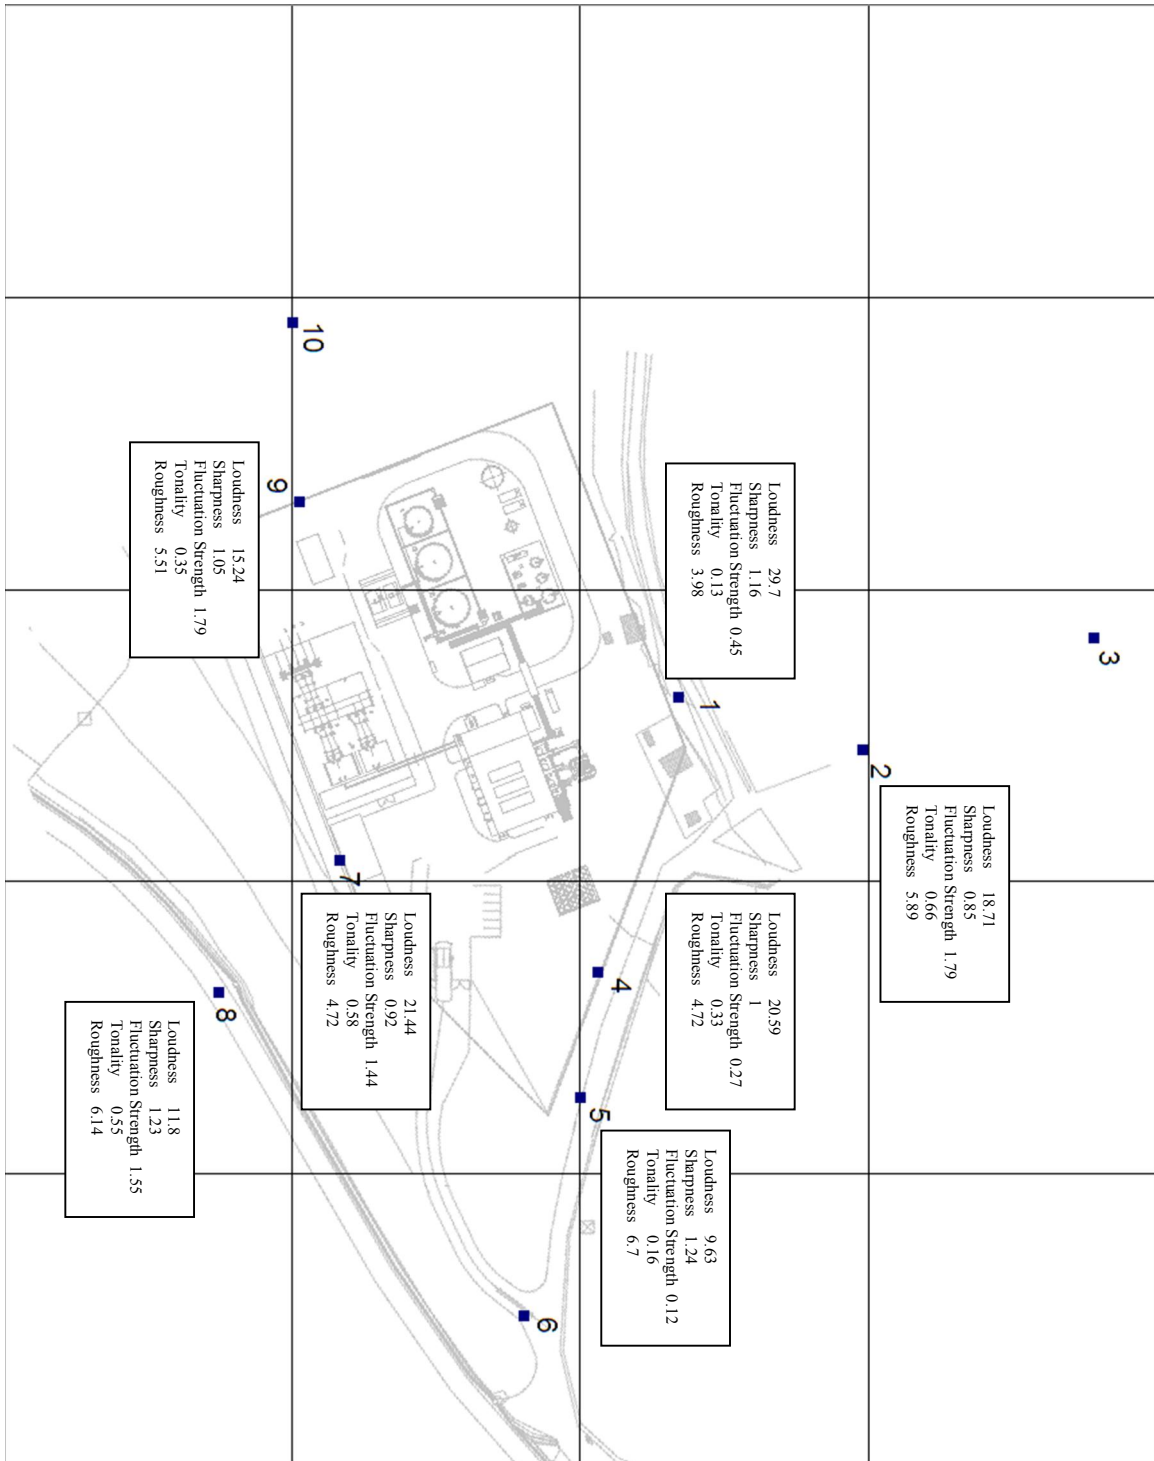 10
9
Loudness 15.24
Sharpness 1.05
Fluctuation Strength 1.79
Tonality 0.35
Roughness 5.51
Loudness 29.7
Sharpness 1.16
Fluctuation Strength 0.45
Tonality 0.13
Roughness 3.98
3
1
2
Loudness 18.71
Sharpness 0.85
Fluctuation Strength 1.79
Tonality 0.66
Roughness 5.89
7
Loudness 21.44
Sharpness 0.92
Fluctuation Strength 1.44
Tonality 0.58
Roughness 4.72
Loudness 20.59
Sharpness 1
Fluctuation Strength 0.27
Tonality 0.33
Roughness 4.72
4
8
Loudness 11.8
Sharpness 1.23
Fluctuation Strength 1.55
Tonality 0.55
Roughness 6.14
5
Loudness 9.63
Sharpness 1.24
Fluctuation Strength 0.12
Tonality 0.16
Roughness 6.7
6